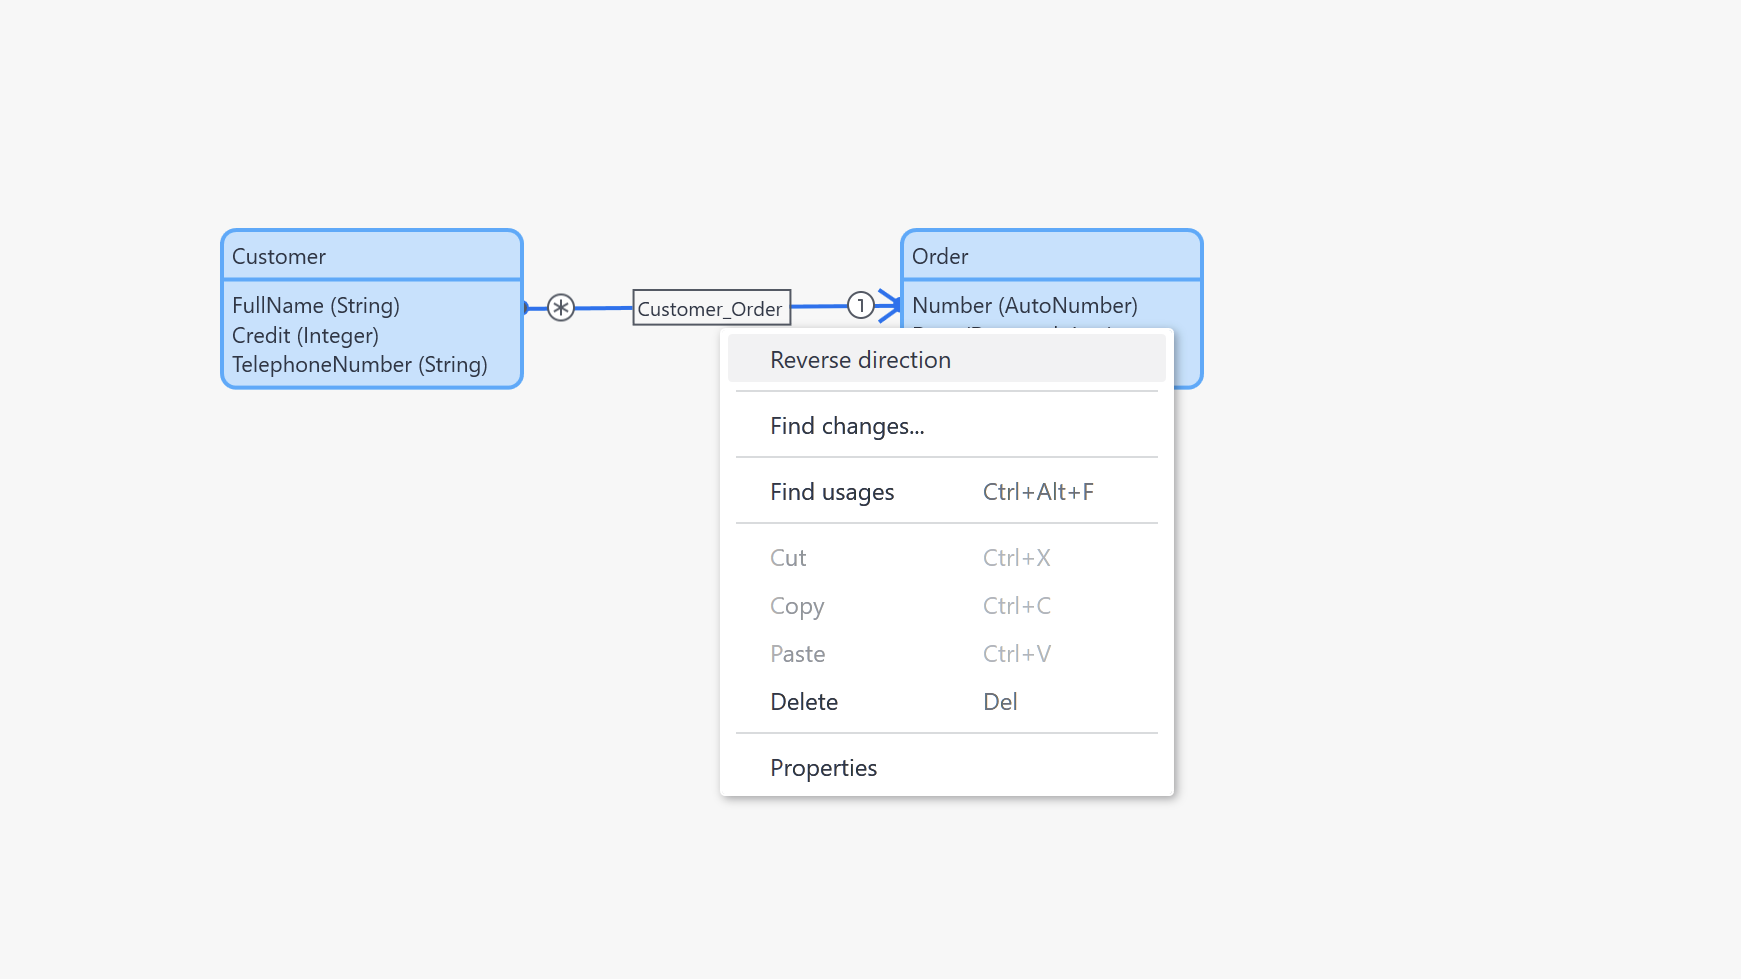 Customer
FullName (String)
Credit (Integer)
TelephoneNumber (String)
Customer_Order
1
Order
Number (AutoNumber)
Reverse direction
Find changes...
Find usages Ctrl+Alt+F
Cut Ctrl+X
Copy Ctrl+C
Paste Ctrl+V
Delete Del
Properties